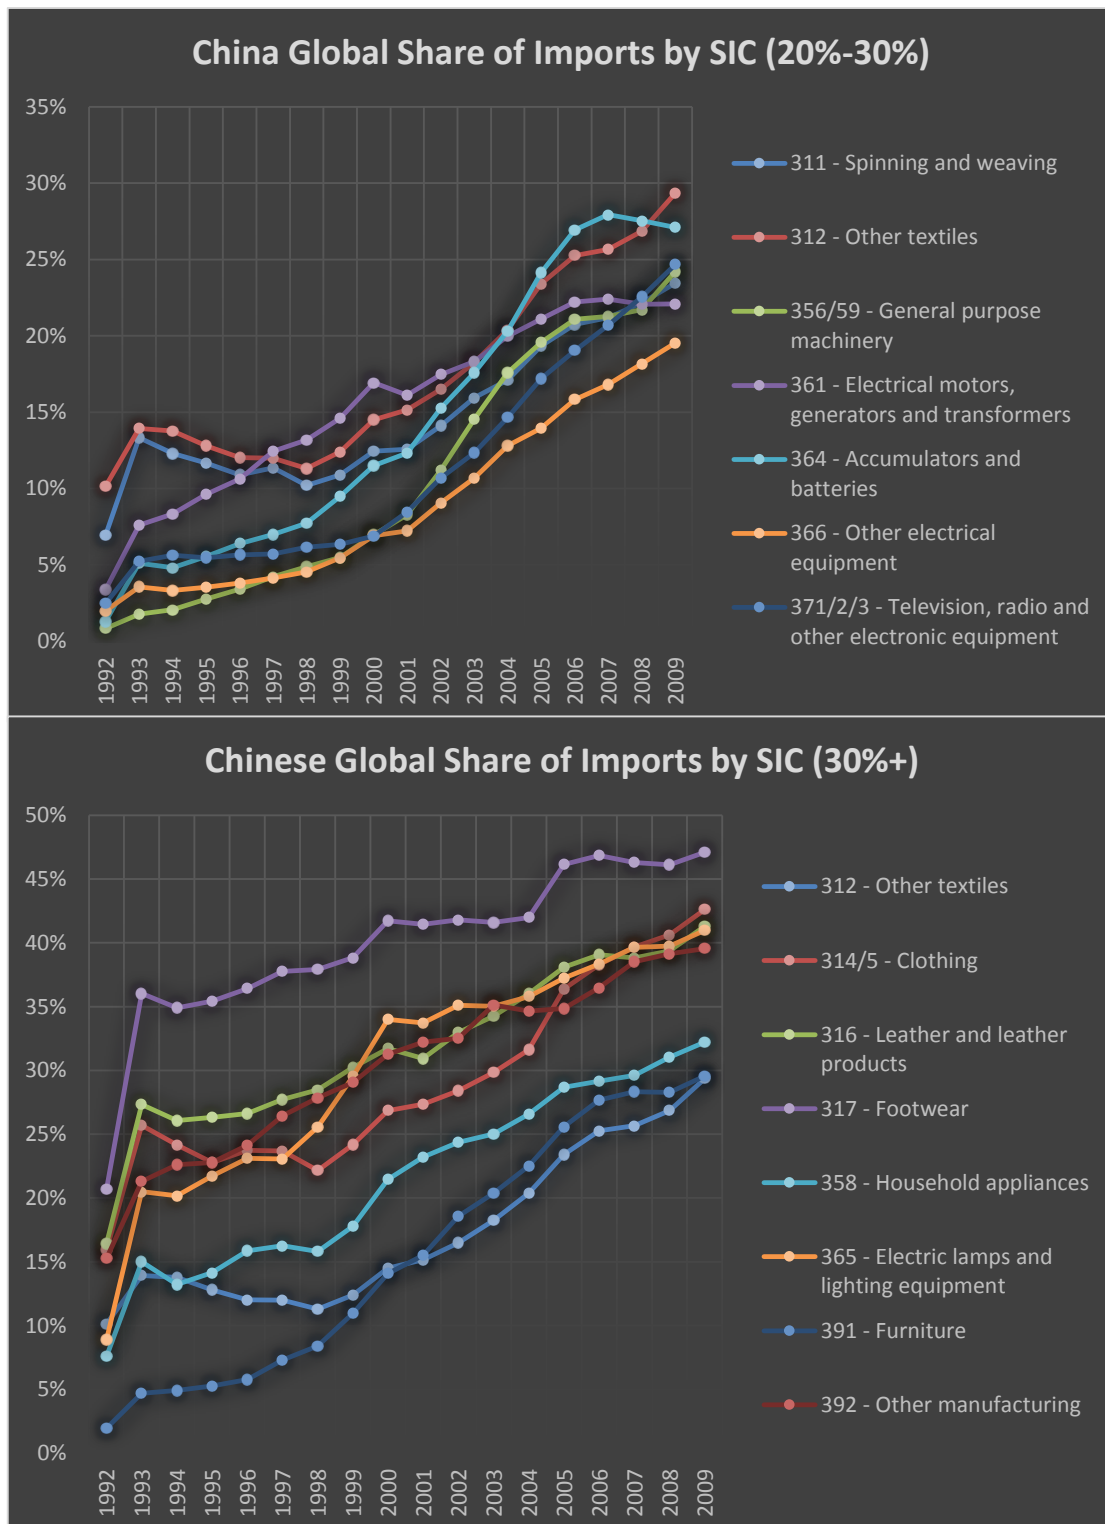 China Global Share of Imports by SIC (20%-30%)
35%
30%
25%
20%
15%
10%
5%
0%
1992
1993
1994
1995
1996
1997
1998
1999
2000
2001
2002
2003
2004
2005
2006
2007
2008
2009
311 - Spinning and weaving
312 - Other textiles
356/59 - General purpose
machinery
361 - Electrical motors,
generators and transformers
364 - Accumulators and
batteries
366 - Other electrical
equipment
371/2/3 - Television, radio and
other electronic equipment
Chinese Global Share of Imports by SIC (30%+)
50%
45%
40%
35%
30%
25%
20%
15%
10%
5%
0%
1992
1993
1994
1995
1996
1997
1998
1999
2000
2001
2002
2003
2004
2005
2006
2007
2008
2009
312 - Other textiles
314/5 - Clothing
316 - Leather and leather
products
317 - Footwear
358 - Household appliances
365 - Electric lamps and
lighting equipment
391 - Furniture
392 - Other manufacturing